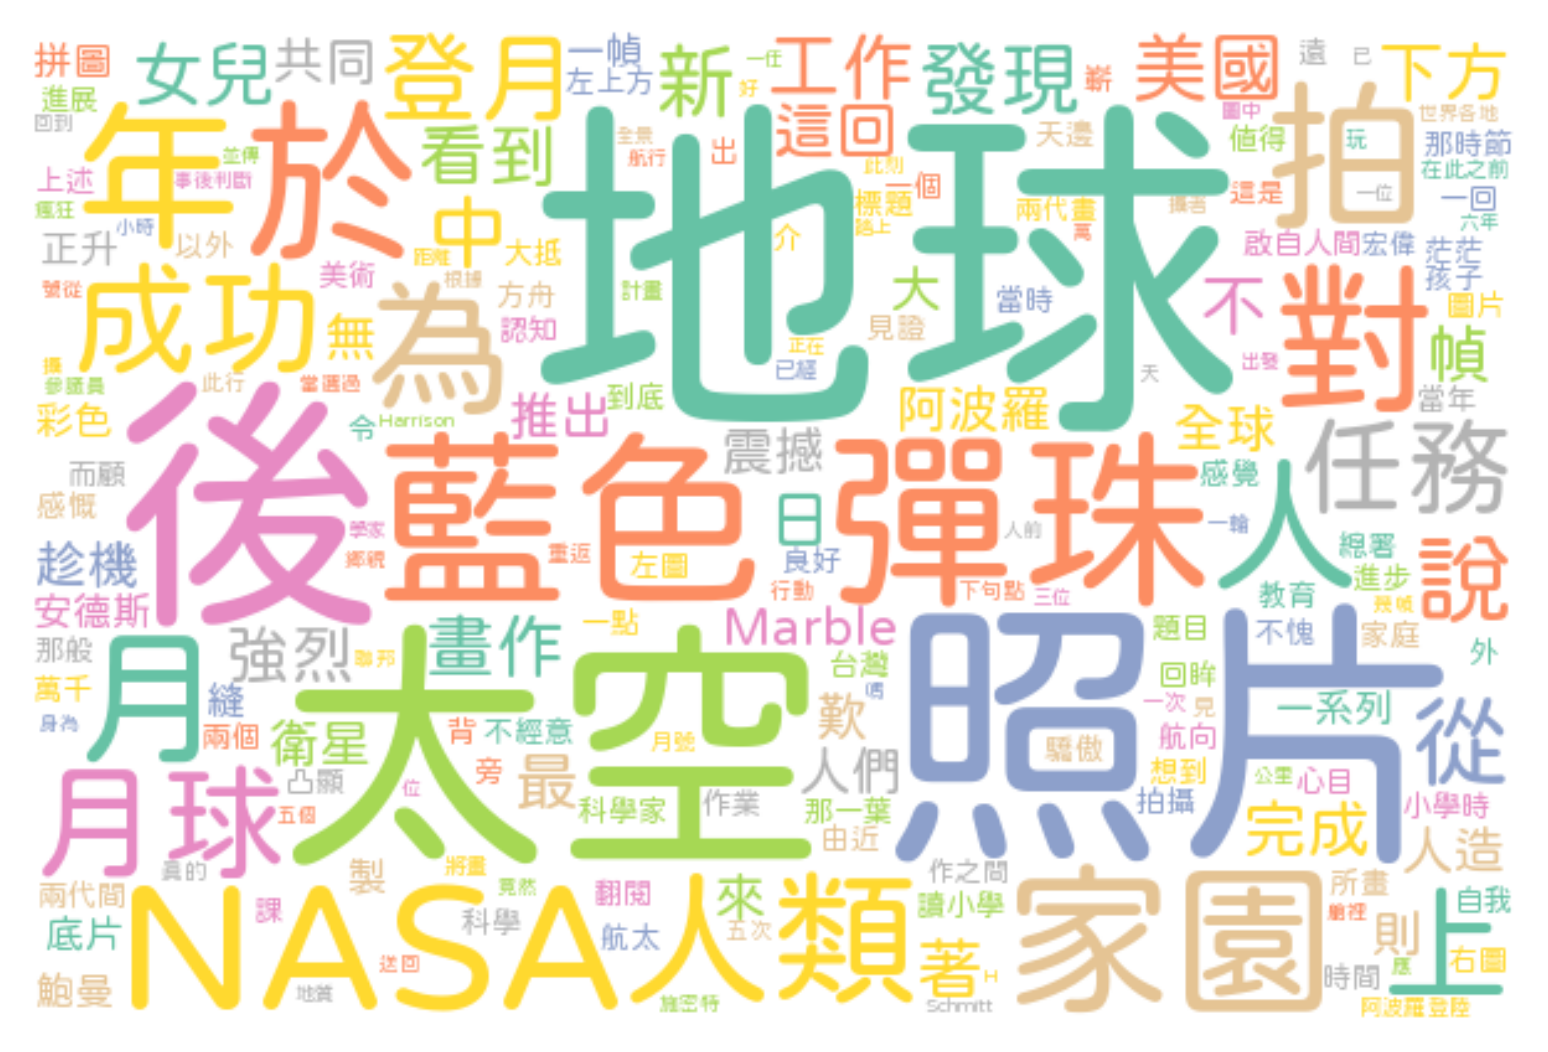 拼圖 女兒 共同 登月 一幀 新 一任 工作 發現 嶄 美國 遠 已 下方
進展 左上方 好 圖中 世界各地
回到 年 於 看到 全景 航行 出 這回 天邊 值得 拍 玩 那時節
並傳 此刻 在此之前
上述 事後判斷 一個 這是 一位 一回
瘋狂 小時 中 地球 標題 兩代畫 攝著 六年
正升 以外 距離 大抵 介 踏上 萬 啟自人間 宏偉 茫茫
號從 美術 根據 方舟 計畫 大 當時 不 對 孩子
成功 無 為 認知 正在 見證 圖片
攝 參議員 此行 當選過 已經 天 出發 幀
彩色 令 Harrison 推出 到底 阿波羅 全球 當年
而顧 後 藍色 震撼 彈珠 感覺 人 任務
感慨 學家 日 人前 一輪
趁機 鄉親 重返 左圖 良好 總署 說
安德斯 行動 下句點 三位 教育 進步 幾幀
那般 月 強烈 畫作 一點 Marble 照片 題目 不愧 家庭 外
萬千 縫 聯邦 太空 台灣 嗎 回眸
身為 兩個 衛星 背 不經意 月號 歎 一次 見 一系列 從
月球 凸顯 旁 最 人們 驕傲 航向
五個 位 科學家 作業 那一葉 想到 公里 心目 小學時
拍攝
真的 由近 完成 人造
兩代間 製 將畫 竟然 翻閱 來 作之間 所畫
底片 NASA 課 科學 航太 人類 五次 讀小學 家園 艙裡 自我
鮑曼 送回 著 則 上 右圖
地質 施密特 H Schmitt 時間 應 阿波羅登陸